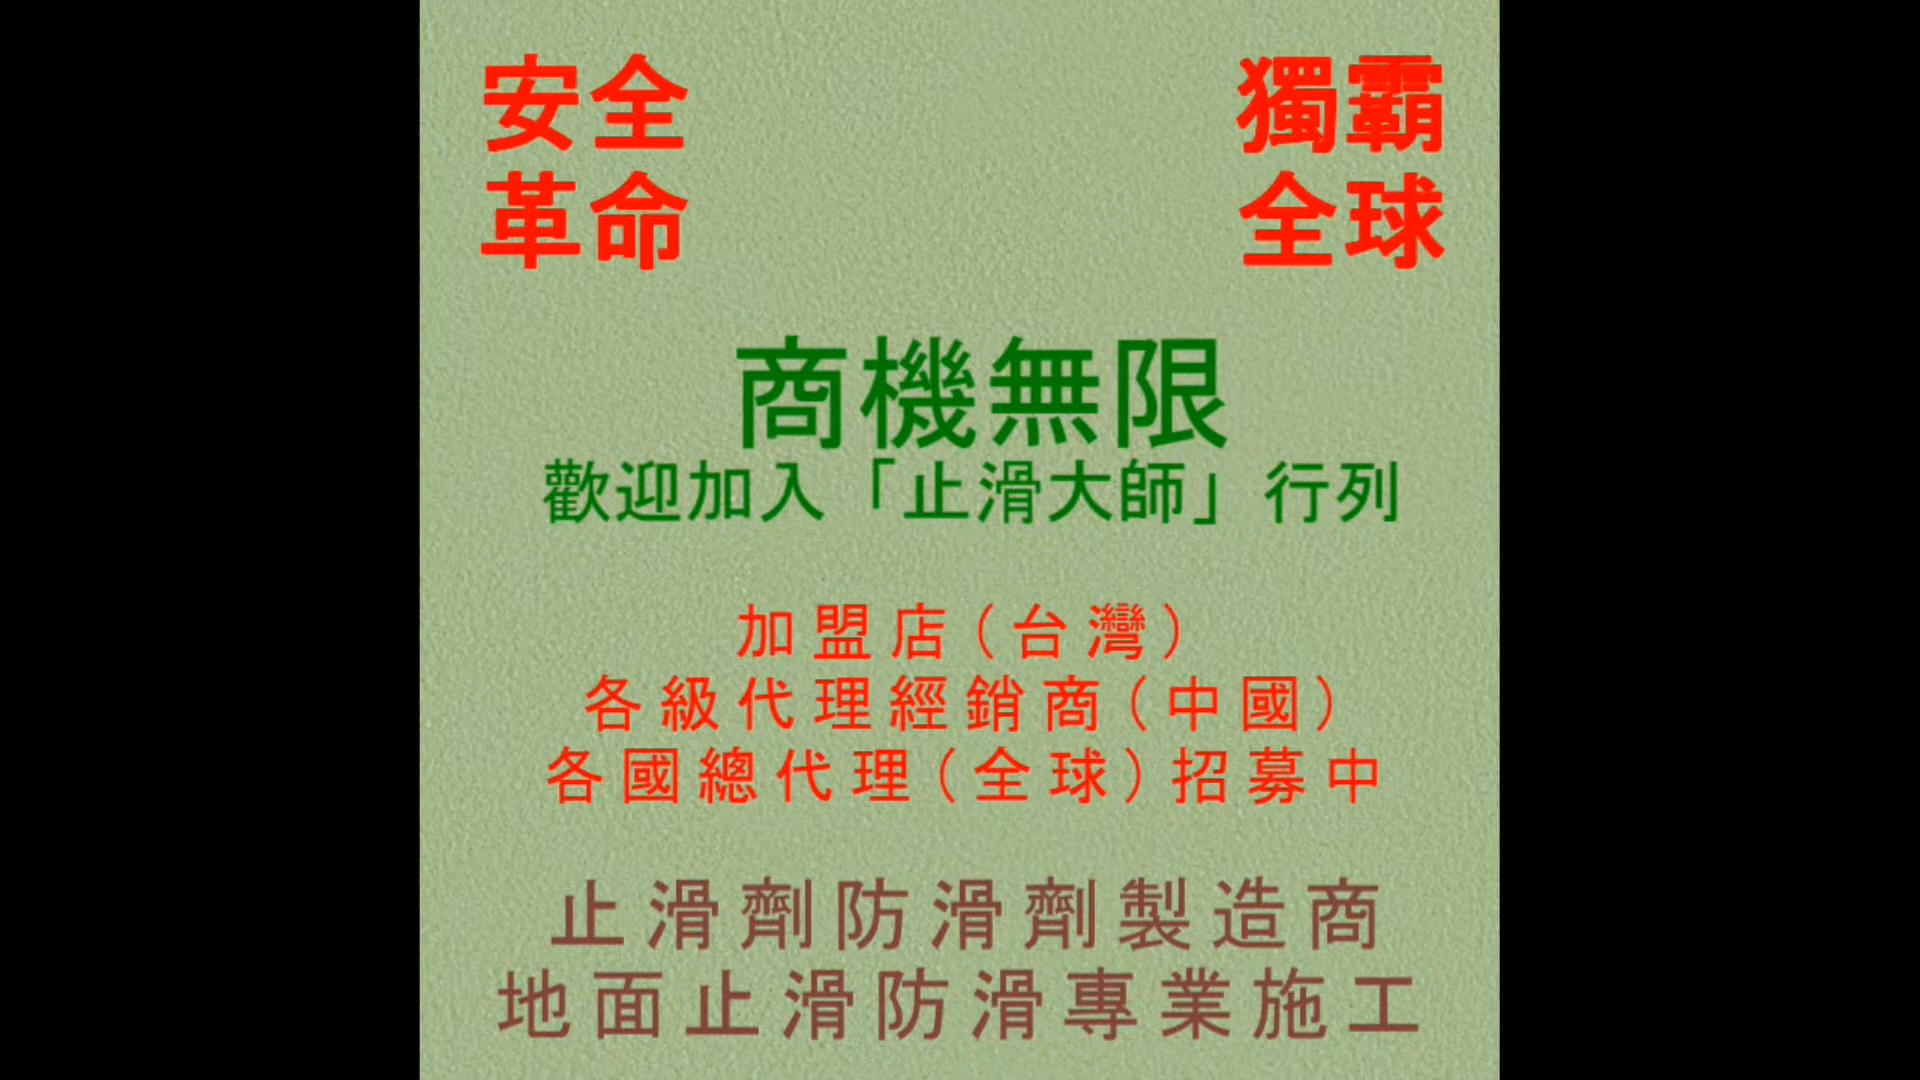 安全 獨霸
革命 全球
商機無限
歡迎加入「止滑大師」行列
加盟店(台灣)
各級代理經銷商(中國)
各國總代理(全球)招募中
止滑劑防滑劑製造商
地面止滑防滑專業施工